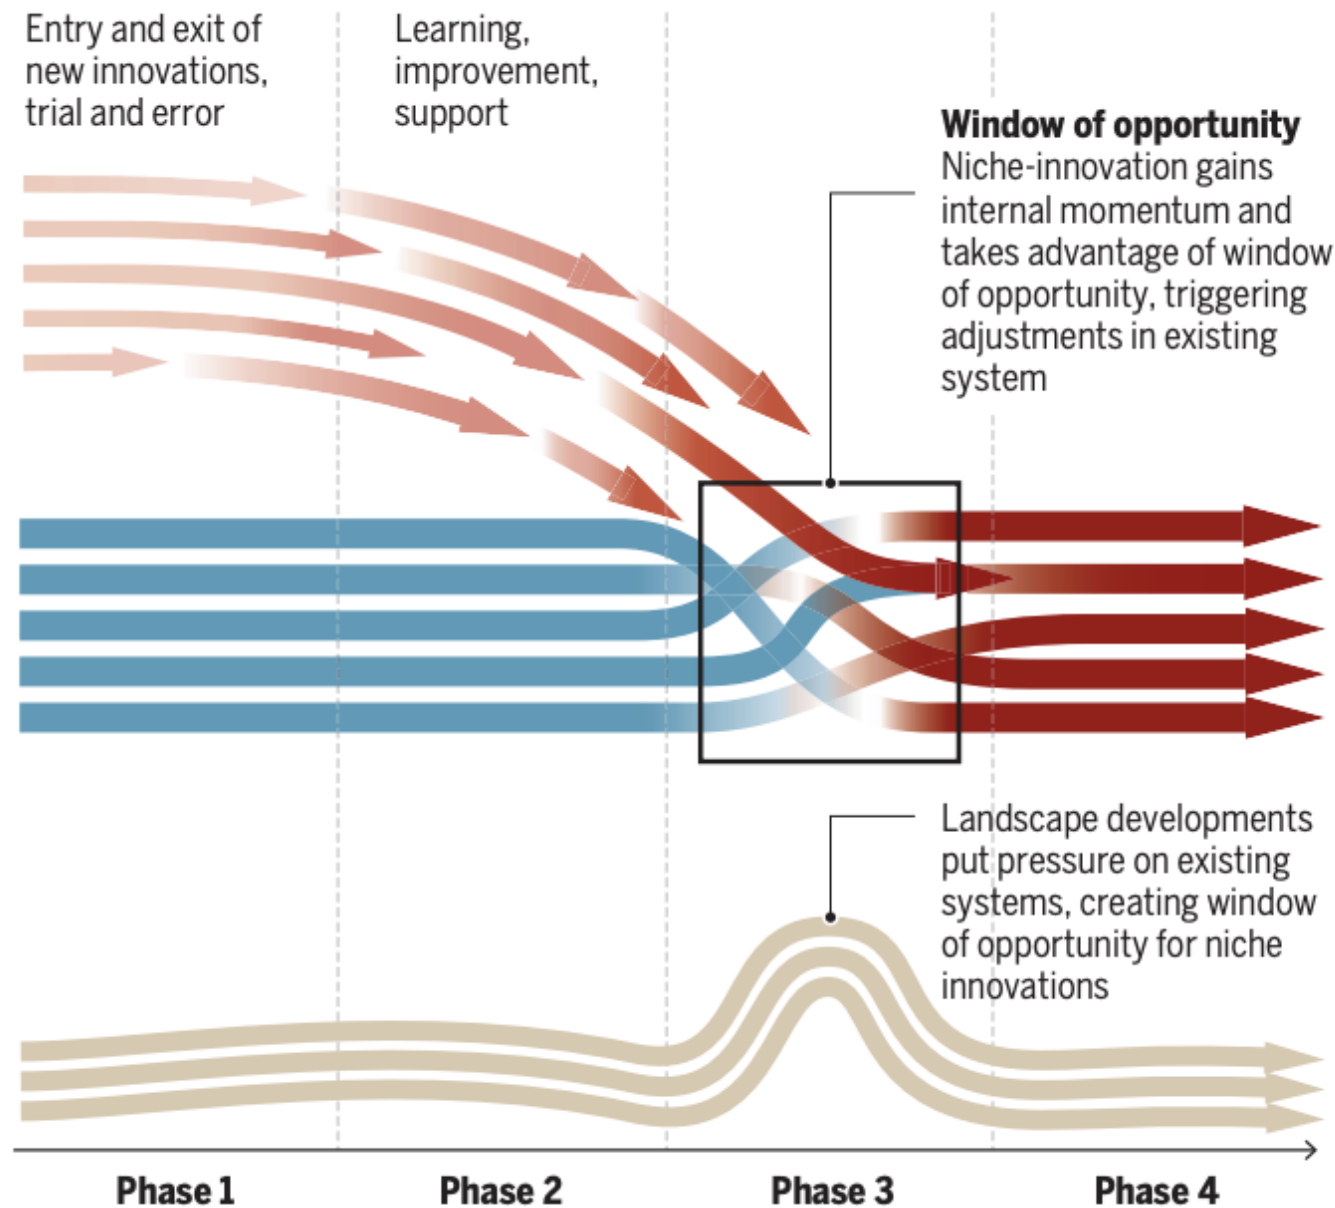 Entry and exit of
new innovations,
trial and error
Learning,
improvement,
support
Window of opportunity
Niche-innovation gains
internal momentum and
takes advantage of window
of opportunity, triggering
adjustments in existing
system
Landscape developments
put pressure on existing
systems, creating window
of opportunity for niche
innovations
Phase 1
Phase 2
Phase 3
Phase 4